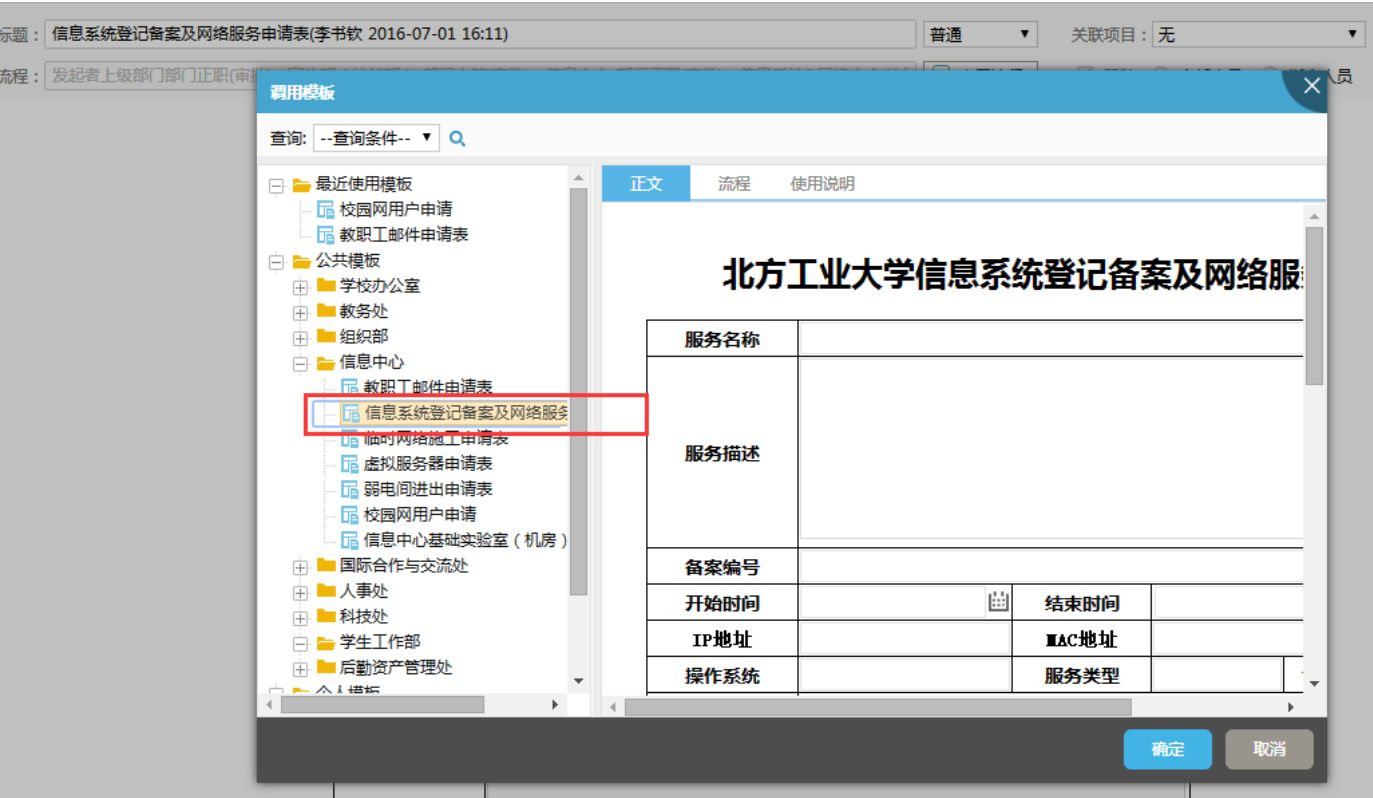 标题：信息系统登记备案及网络服务申请表(李书钦 2016-07-01 16:11) 普通 关联项目：无
流程：发起者上级部门部门正职(审
人员
调用模板
查询: --查询条件--
最近使用模板
校园网用户申请
教职工邮件申请表
公共模板
学校办公室
教务处
组织部
信息中心
教职工邮件申请表
信息系统登记备案及网络服务
临时网络施工申请表
虚拟服务器申请表
弱电间进出申请表
校园网用户申请
信息中心基础实验室（机房）
国际合作与交流处
人事处
科技处
学生工作部
后勤资产管理处
个人模板
正文 流程 使用说明
北方工业大学信息系统登记备案及网络服
服务名称
服务描述
备案编号
开始时间 结束时间
IP地址 MAC地址
操作系统 服务类型
确定 取消